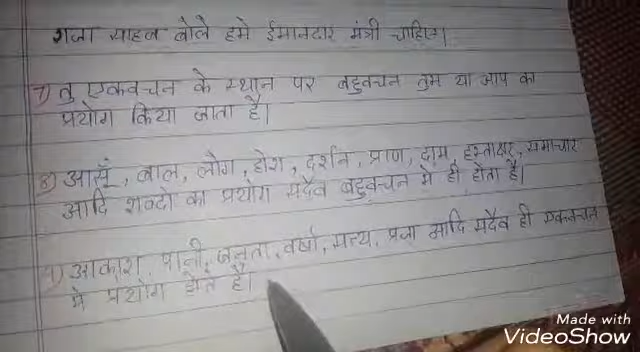 राजा साहब बोले हमे ईमानदार मंत्री चाहिए।
7) तु एकवचन के स्थान पर बहुवचन तुम या आप का
प्रयोग किया जाता है।
8) आसूँ, बाल, लोग, होश, दर्शन, प्राण, दाम, हस्ताक्षर, समाचार
आदि शब्दो का प्रयोग सदैव बहुवचन मे ही होता है।
9) आकाश, पानी, जनता, वर्षा, सत्य, प्रजा आदि सदैव ही एकवचन
मे प्रयोग होते है।
Made with
VideoShow